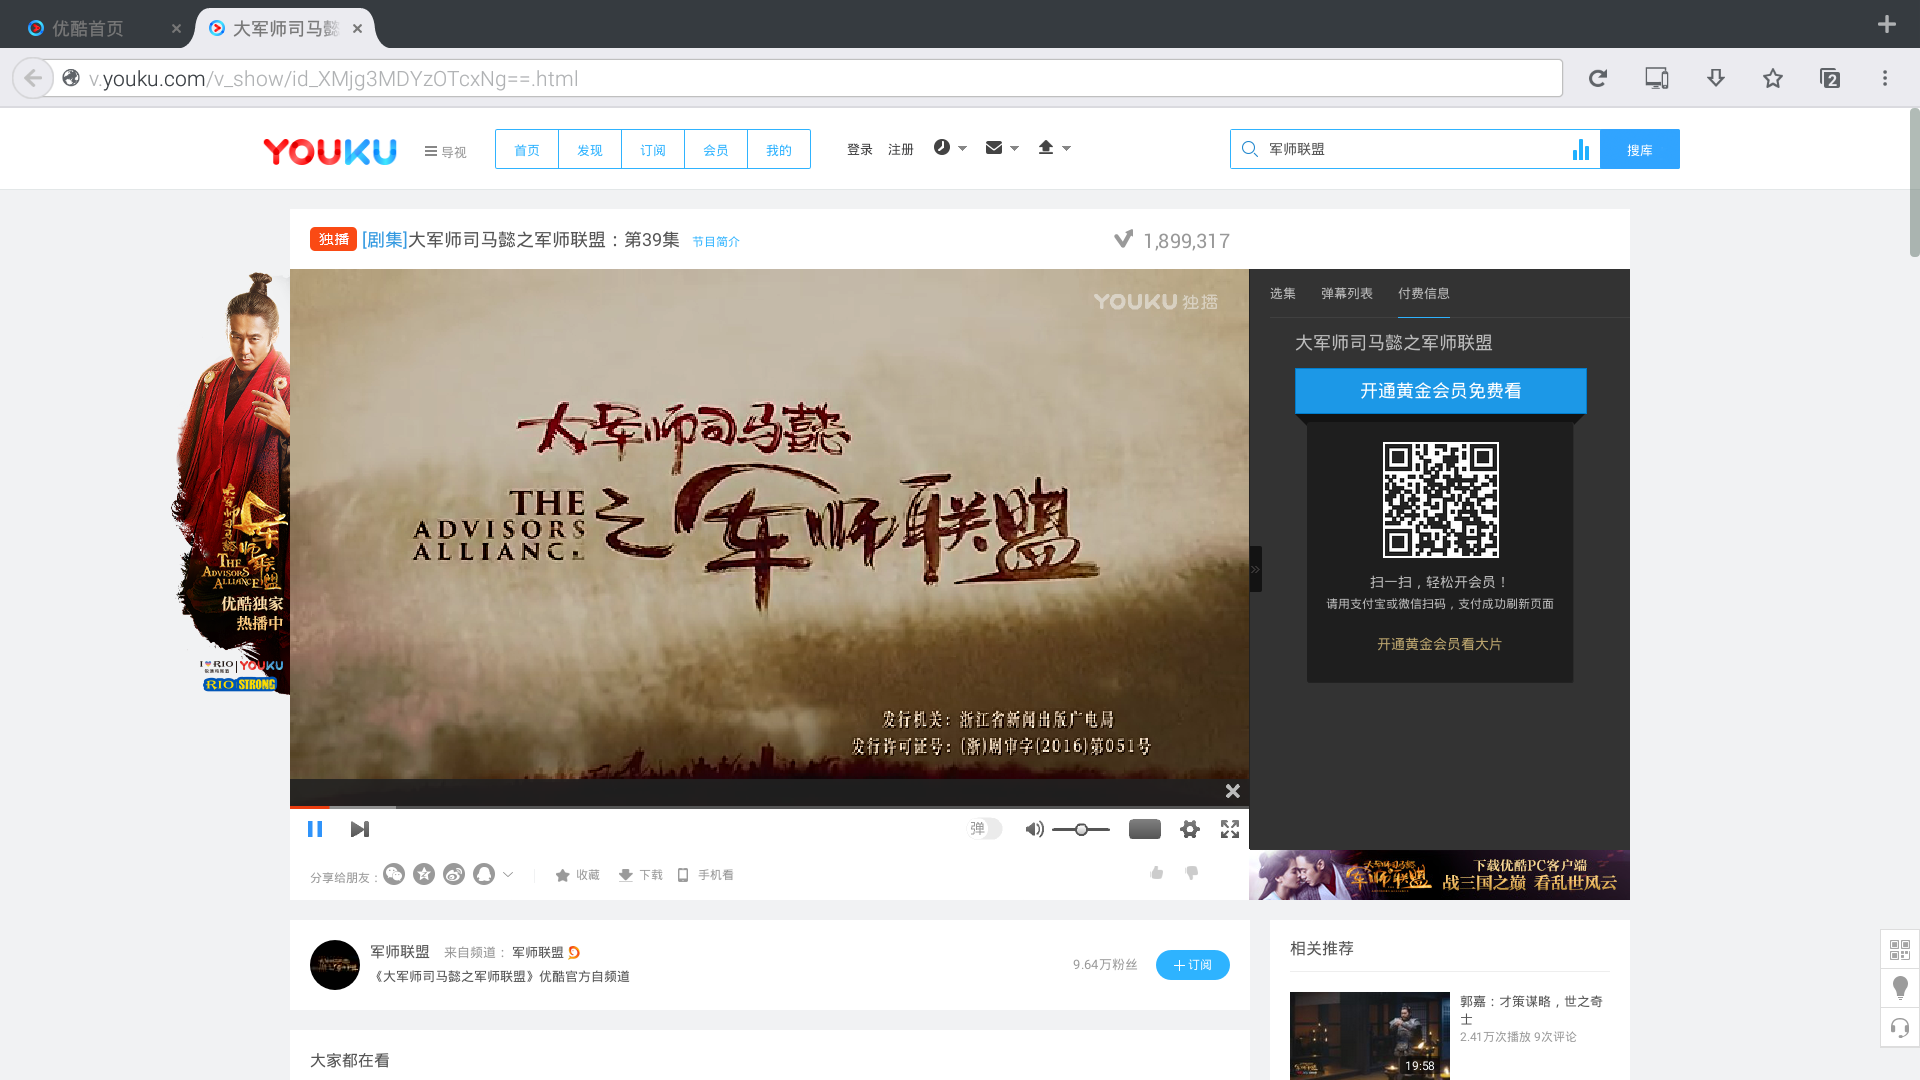 优酷首页
大军师司马懿
v.youku.com/v_show/id_XMjg3MDYzOTcxNg==.html
2
YOUKU
导视
首页
发现
订阅
会员
我的
登录
注册
军师联盟
搜库
独播 [剧集]大军师司马懿之军师联盟：第39集 节目简介
1,899,317
YOUKU 独播
选集
弹幕列表
付费信息
大军师司马懿之军师联盟
开通黄金会员免费看
扫一扫，轻松开会员！
请用支付宝或微信扫码，支付成功刷新页面
开通黄金会员看大片
大军师司马懿
之军师联盟
THE
ADVISORS
ALLIANCE
发行机关：浙江省新闻出版广电局
发行许可证号：(浙)剧审字(2016)第051号
大军师司马懿
军师联盟
THE
ADVISORS
ALLIANCE
优酷独家
热播中
I RIO
YOUKU
RIO STRONG
弹
分享给朋友：
收藏
下载
手机看
大军师司马懿
军师联盟
下载优酷PC客户端
战三国之巅 看乱世风云
军师联盟 来自频道： 军师联盟
《大军师司马懿之军师联盟》优酷官方自频道
9.64万粉丝
订阅
相关推荐
郭嘉：才策谋略，世之奇
士
2.41万次播放 9次评论
19:58
大家都在看